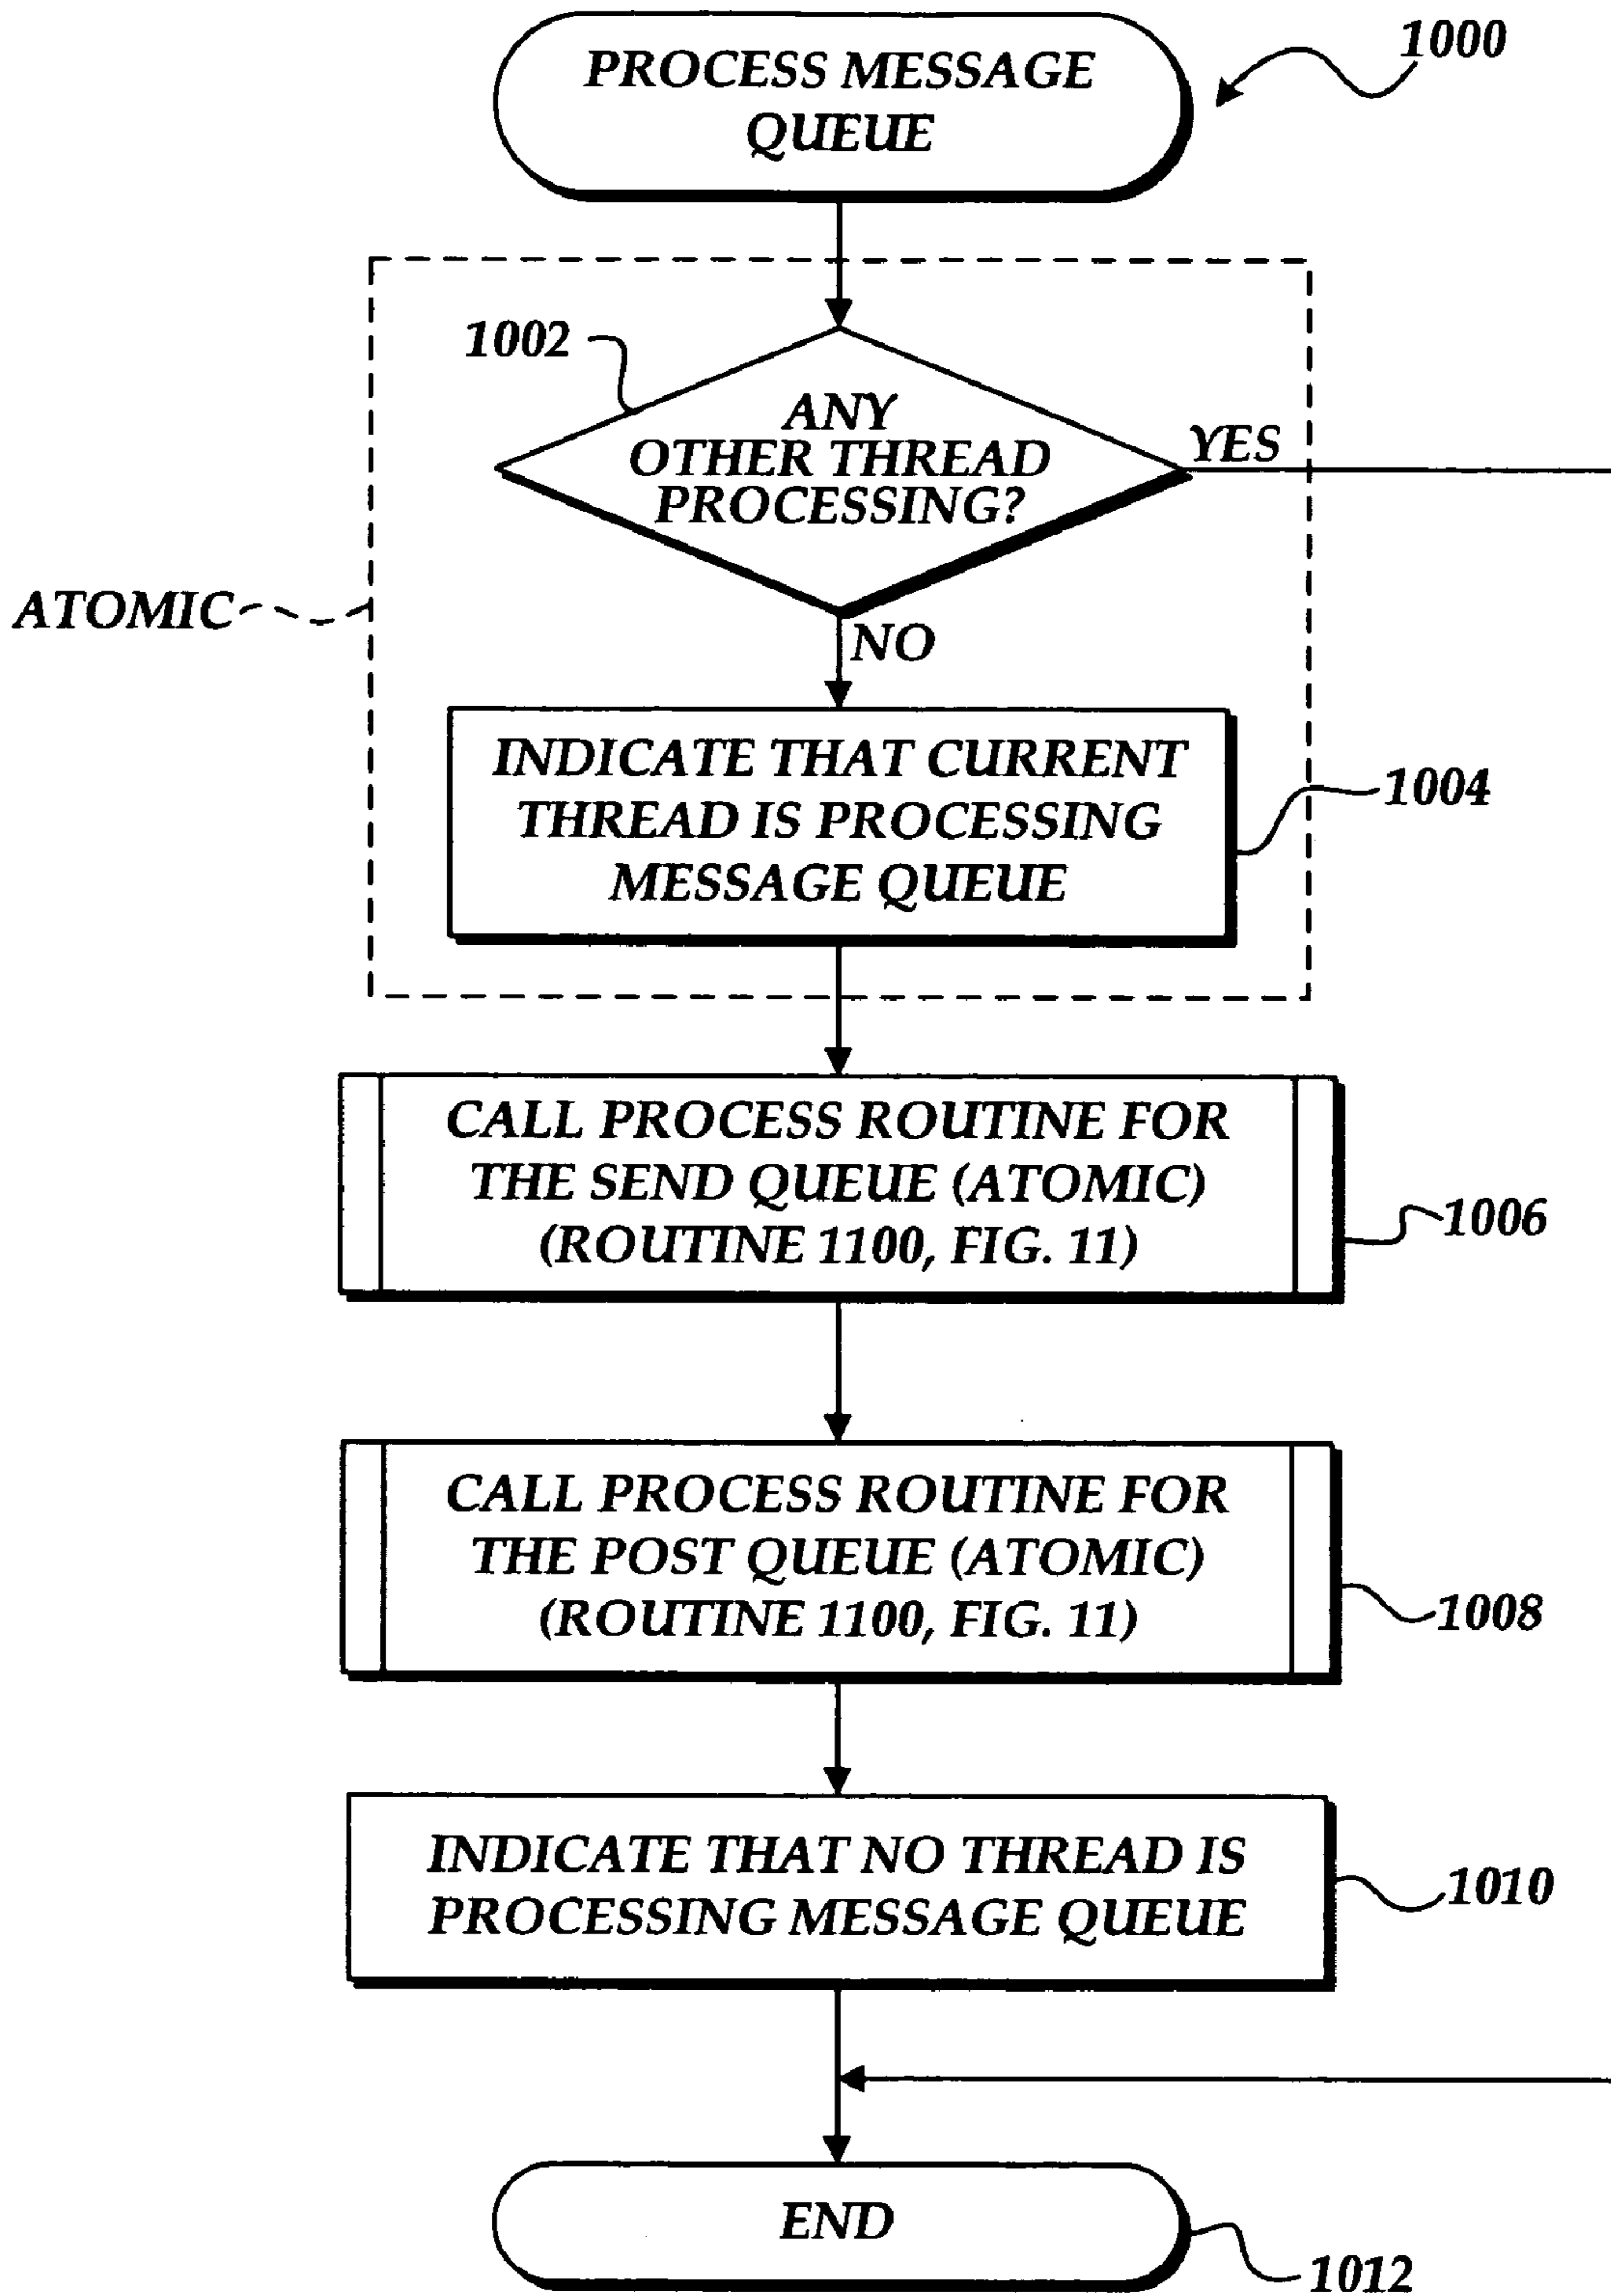 PROCESS MESSAGE
QUEUE
1000
1002
ANY
OTHER THREAD
PROCESSING?
YES
ATOMIC
NO
INDICATE THAT CURRENT
THREAD IS PROCESSING
MESSAGE QUEUE
1004
CALL PROCESS ROUTINE FOR
THE SEND QUEUE (ATOMIC)
(ROUTINE 1100, FIG. 11)
1006
CALL PROCESS ROUTINE FOR
THE POST QUEUE (ATOMIC)
(ROUTINE 1100, FIG. 11)
1008
INDICATE THAT NO THREAD IS
PROCESSING MESSAGE QUEUE
1010
END
1012